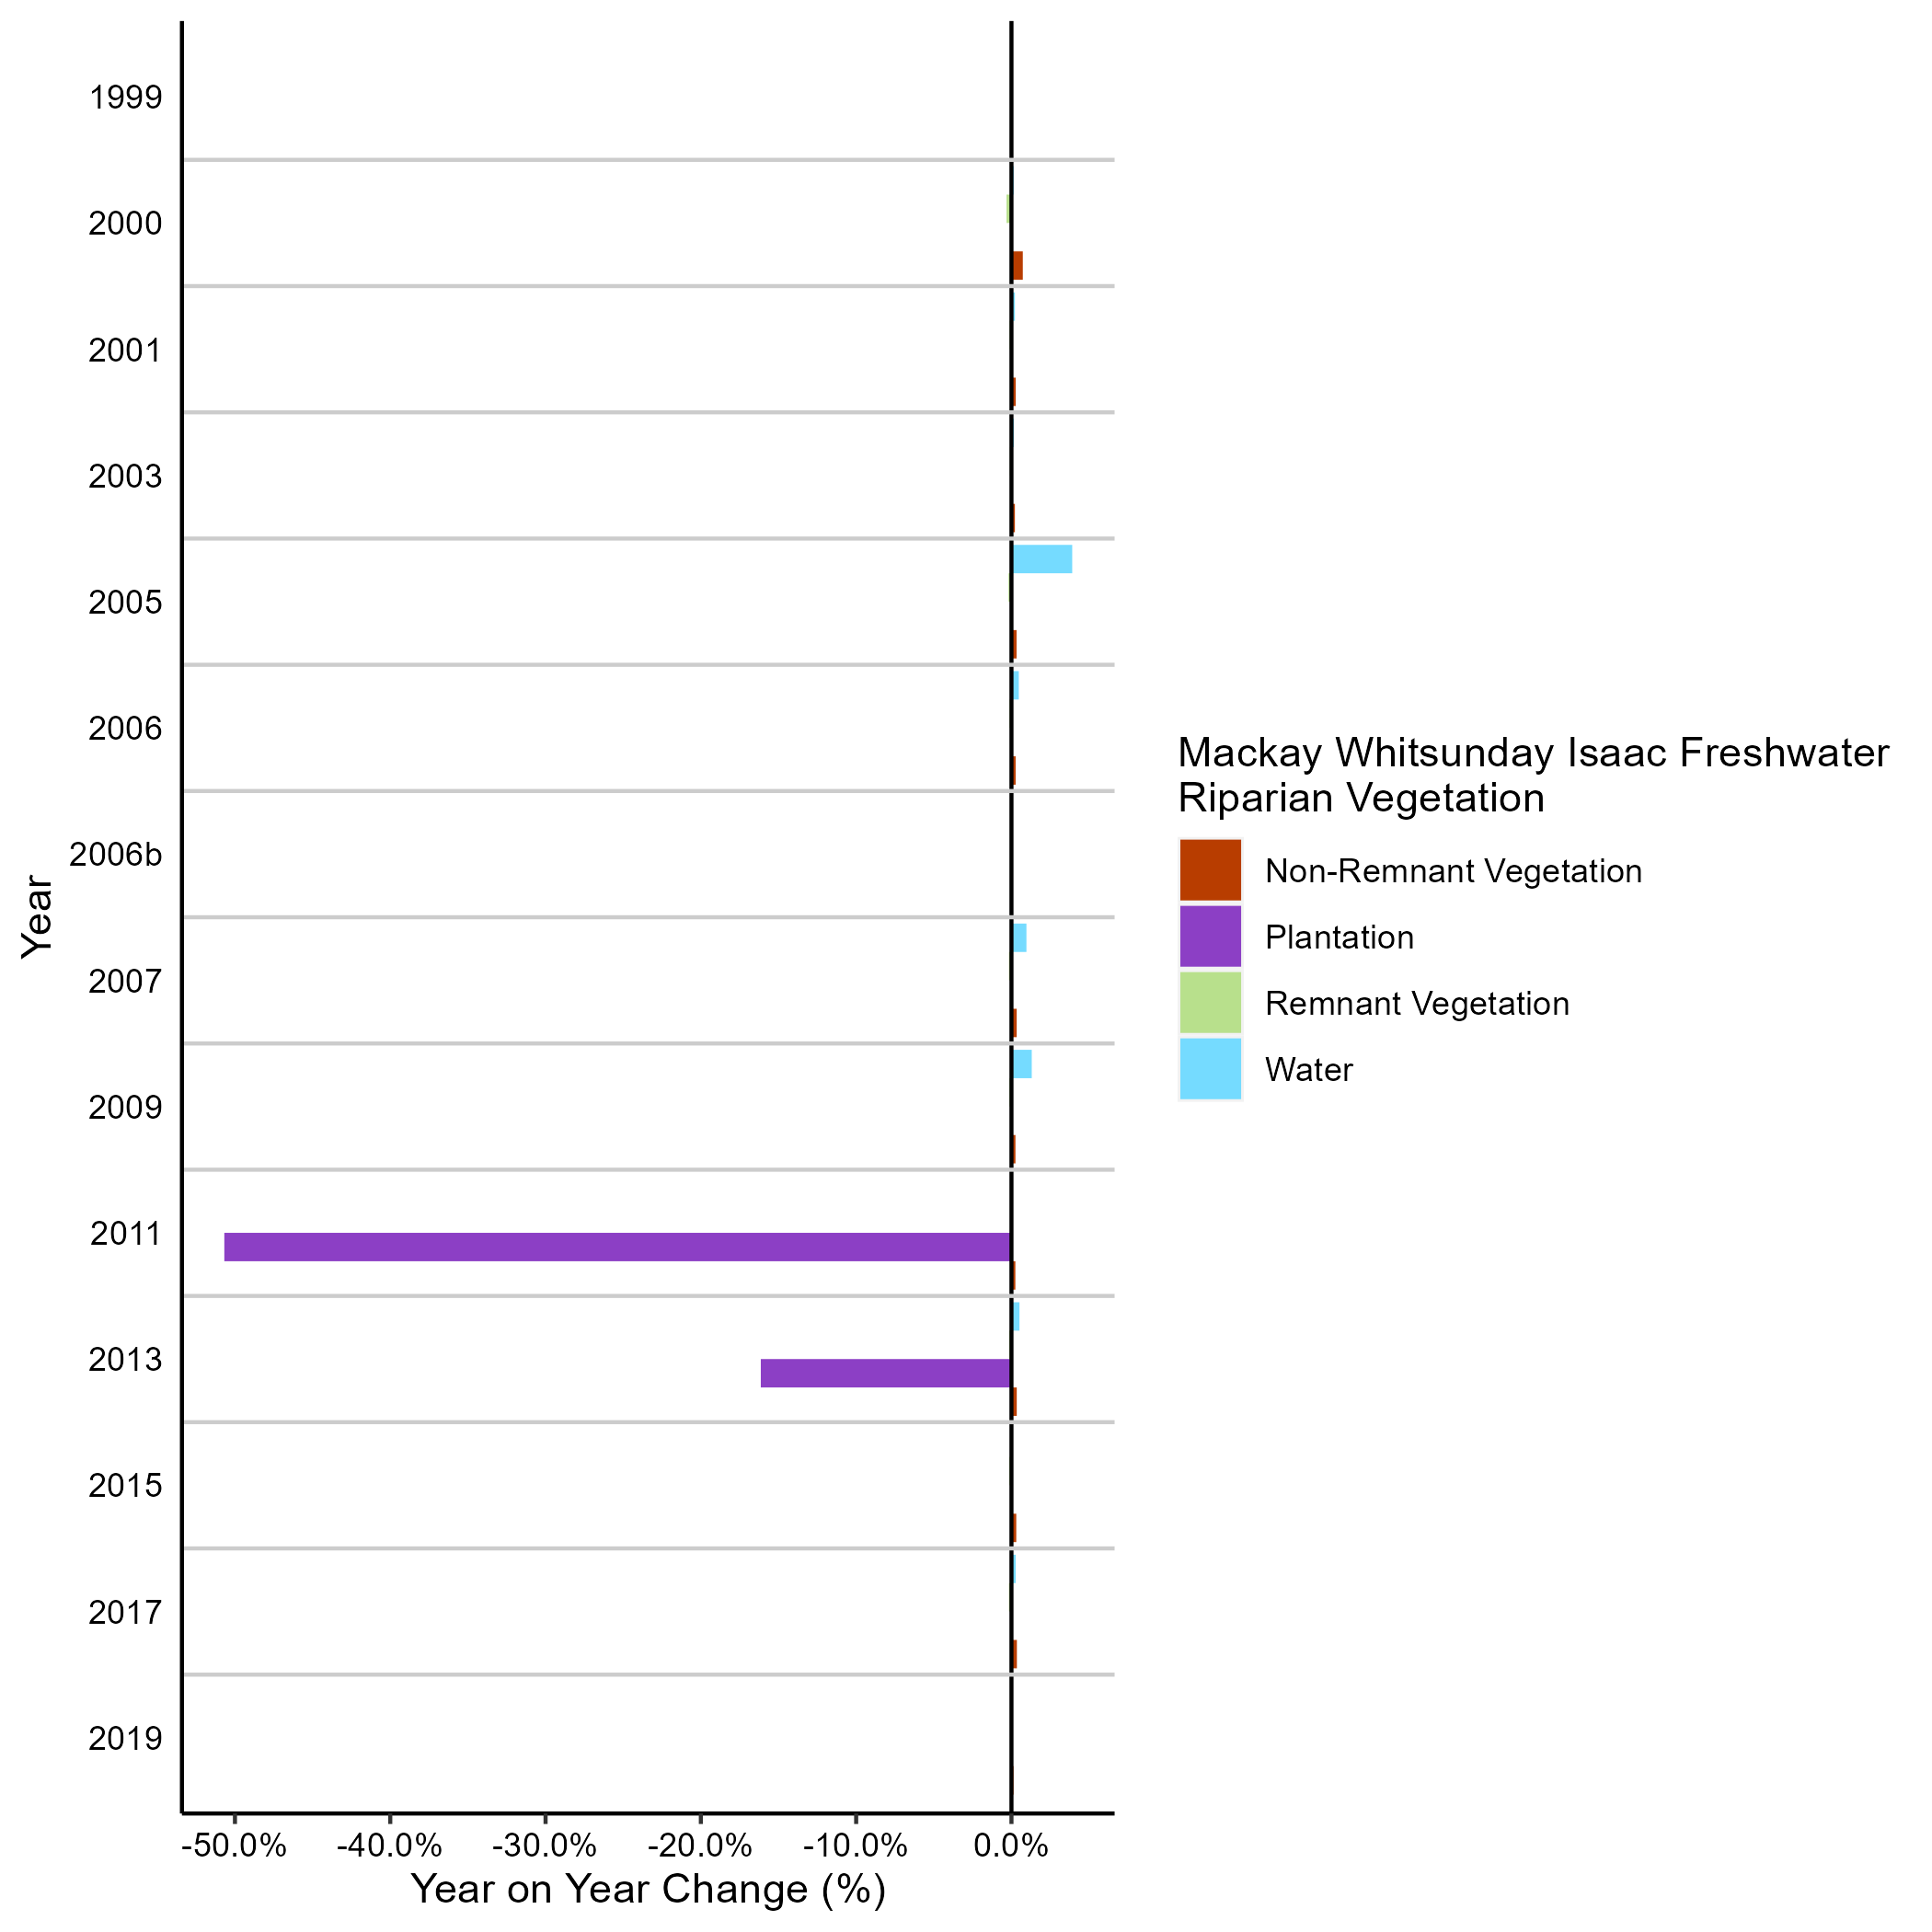 1999
2000
2001
2003
2005
2006
2006b
2007
2009
2011
2013
2015
2017
2019
Year
-50.0% -40.0% -30.0% -20.0% -10.0% 0.0%
Year on Year Change (%)
Mackay Whitsunday Isaac Freshwater
Riparian Vegetation
Non-Remnant Vegetation
Plantation
Remnant Vegetation
Water